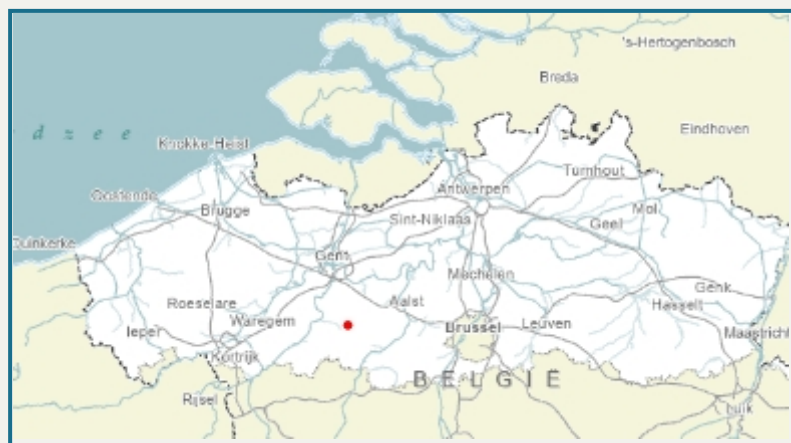 's-Hertogenbosch
Breda
Eindhoven
d z e e
Knokke-Heist
Turnhout
Antwerpen
Oostende
Mol
Brugge
Sint-Niklaas
Geel
Duinkerke
Gent
Mechelen
Genk
Roeselare
Aalst
Hasselt
Waregem
Ieper
Brussel
Leuven
Maastricht
Kortrijk
BELGIË
Rijsel
Luik